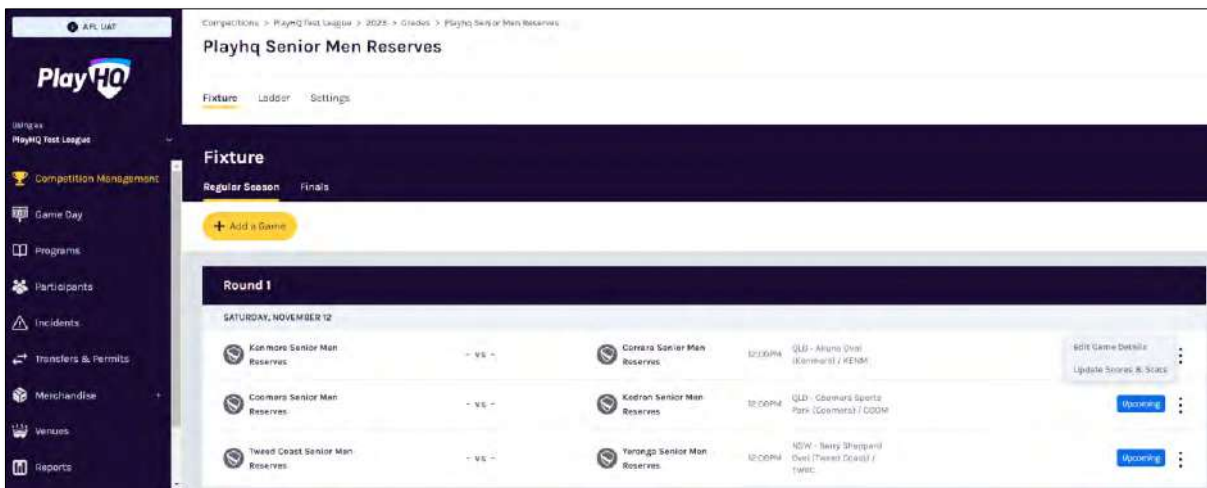 AFL UAT
PlayHQ
Using as
PlayHQ Test League
Competition Management
Game Day
Programs
Participants
Incidents
Transfers & Permits
Merchandise +
Venues
Reports
Competitions > PlayHQ Test League > 2023 > Grades > Playhq Senior Men Reserves
Playhq Senior Men Reserves
Fixture Ladder Settings
Fixture
Regular Season Finals
+ Add a Game
Round 1
SATURDAY, NOVEMBER 12
Kenmore Senior Men
Reserves
- VS -
Carrara Senior Men
Reserves
12:00PM
QLD - Akuna Oval
(Kenmore) / KENM
Edit Game Details
Update Scores & Stats
Coomera Senior Men
Reserves
- VS -
Kedron Senior Men
Reserves
12:00PM
QLD - Coomera Sports
Park (Coomera) / COOM
Upcoming
Tweed Coast Senior Men
Reserves
- VS -
Yeronga Senior Men
Reserves
12:00PM
NSW - Barry Sheppard
Oval (Tweed Coast) /
Upcoming